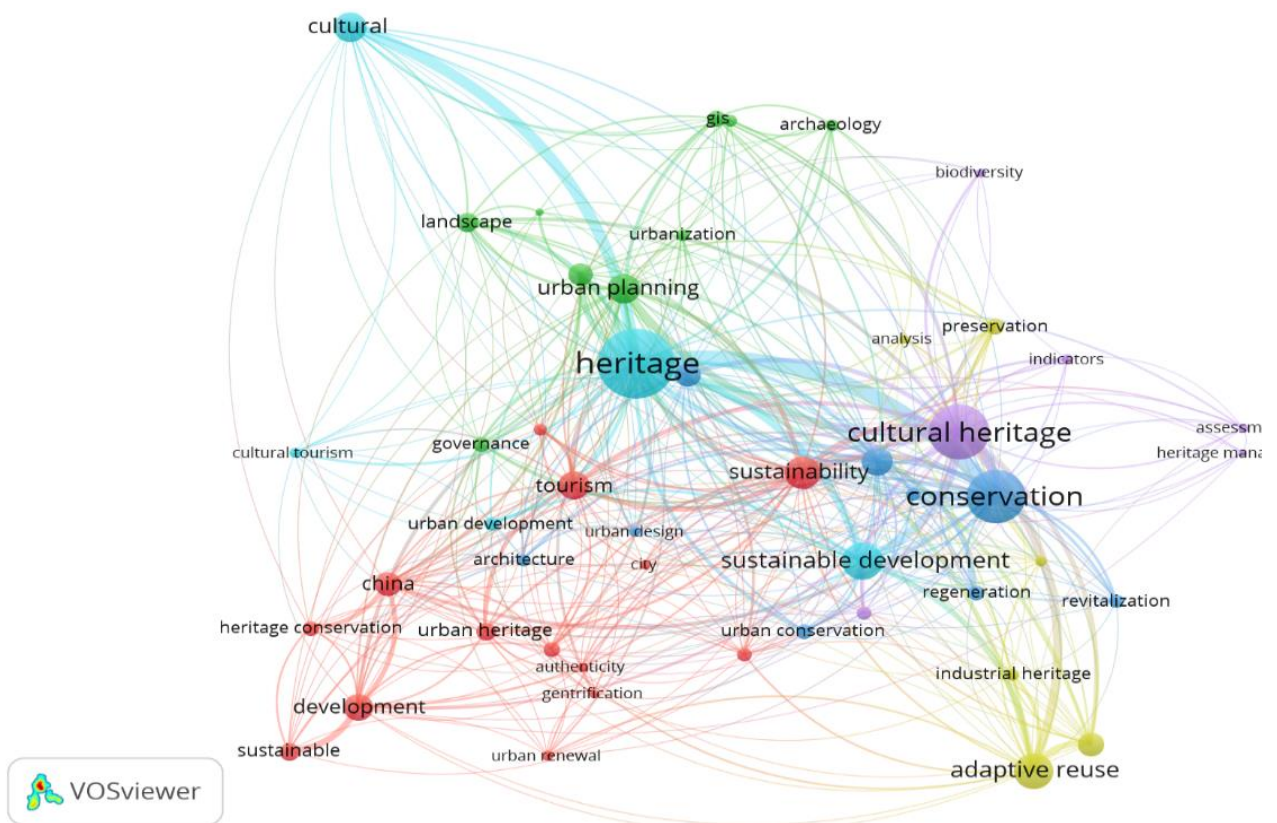 cultural
gis
archaeology
biodiversity
landscape
urbanization
urban planning
preservation
analysis
heritage
indicators
cultural heritage
assessm
governance
cultural tourism
heritage mana
sustainability
tourism
conservation
urban development
urban design
architecture
sustainable development
city
china
regeneration
revitalization
heritage conservation
urban heritage
urban conservation
authenticity
industrial heritage
gentrification
development
sustainable
urban renewal
adaptive reuse
VOSviewer